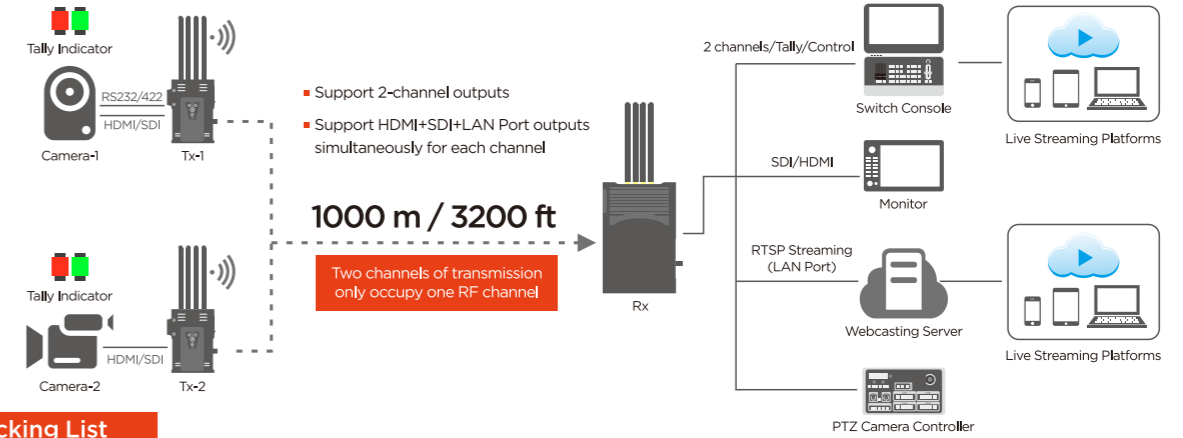 Tally Indicator
RS232/422
HDMI/SDI
Camera-1
Tx-1
Support 2-channel outputs
Support HDMI+SDI+LAN Port outputs
simultaneously for each channel
1000 m / 3200 ft
Two channels of transmission
only occupy one RF channel
Tally Indicator
HDMI/SDI
Camera-2
Tx-2
Rx
2 channels/Tally/Control
Switch Console
Live Streaming Platforms
SDI/HDMI
Monitor
RTSP Streaming
(LAN Port)
Webcasting Server
Live Streaming Platforms
PTZ Camera Controller
cking List